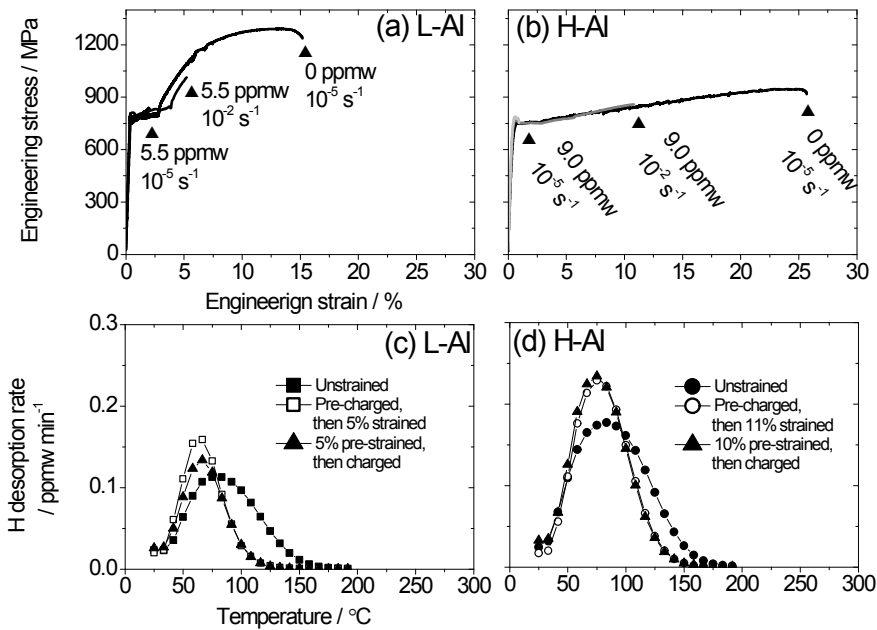 (a) L-Al
(b) H-Al
Engineering stress / MPa
1200
900
600
300
0
0 ppmw
10⁻⁵ s⁻¹
5.5 ppmw
10⁻² s⁻¹
5.5 ppmw
10⁻⁵ s⁻¹
9.0 ppmw
10⁻⁵ s⁻¹
9.0 ppmw
10⁻² s⁻¹
0 ppmw
10⁻⁵ s⁻¹
0 5 10 15 20 25
0 5 10 15 20 25 30
Engineerign strain / %
(c) L-Al
(d) H-Al
H desorption rate
/ ppmw min⁻¹
0.3
0.2
0.1
0.0
Unstrained
Pre-charged,
then 5% strained
5% pre-strained,
then charged
Unstrained
Pre-charged,
then 11% strained
10% pre-strained,
then charged
0 50 100 150 200 250
0 50 100 150 200 250 300
Temperature / °C